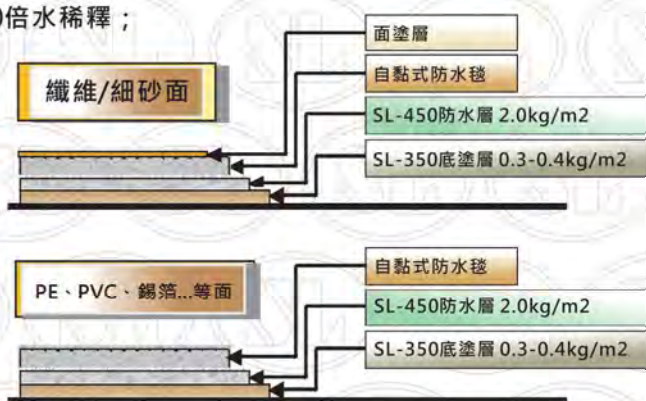 倍水稀釋；
面塗層
自黏式防水毯
纖維/細砂面
SL-450防水層 2.0kg/m2
SL-350底塗層 0.3-0.4kg/m2
自黏式防水毯
PE、PVC、錫箔...等面
SL-450防水層 2.0kg/m2
SL-350底塗層 0.3-0.4kg/m2